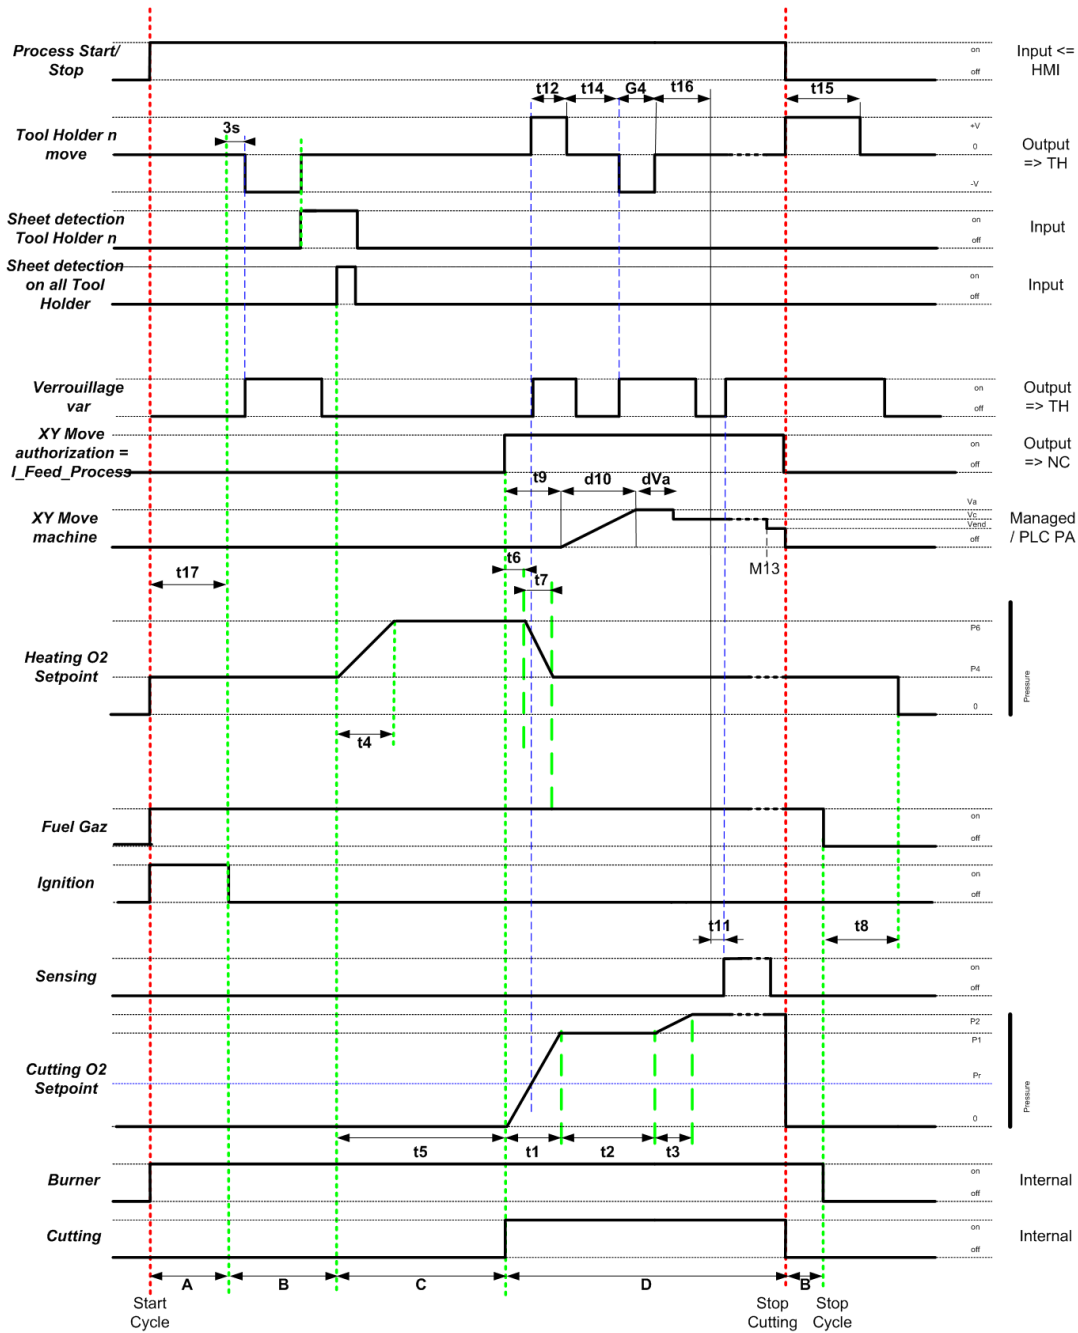 Process Start/
Stop
on
off
Input <=
HMI
t12
t14
G4
t16
t15
Tool Holder n
move
3s
+V
0
-V
Output
=> TH
Sheet detection
Tool Holder n
on
off
Input
Sheet detection
on all Tool
Holder
on
off
Input
Verrouillage
var
on
off
Output
=> TH
XY Move
authorization =
I_Feed_Process
on
off
Output
=> NC
t9
d10
dVa
XY Move
machine
Va
Vc
Vend
off
Managed
/ PLC PA
M13
t6
t7
t17
Heating O2
Setpoint
P6
P4
0
Pressure
t4
Fuel Gaz
on
off
Ignition
on
off
t11
t8
Sensing
on
off
Cutting O2
Setpoint
P2
P1
Pr
0
Pressure
t5
t1
t2
t3
Burner
on
off
Internal
Cutting
on
off
Internal
A
B
C
D
B
Start
Cycle
Stop
Cutting
Stop
Cycle